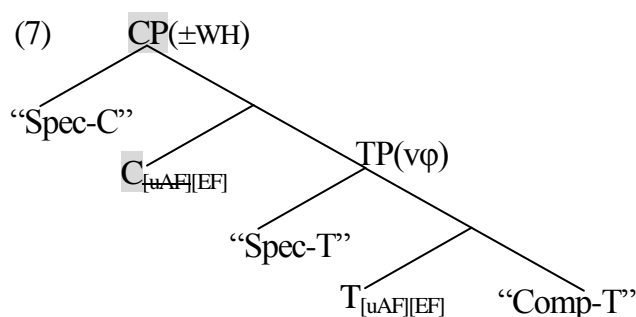 (7) CP(±WH)
“Spec-C”
TP(vφ)
C[uAF][EF]
“Spec-T”
T[uAF][EF] “Comp-T”